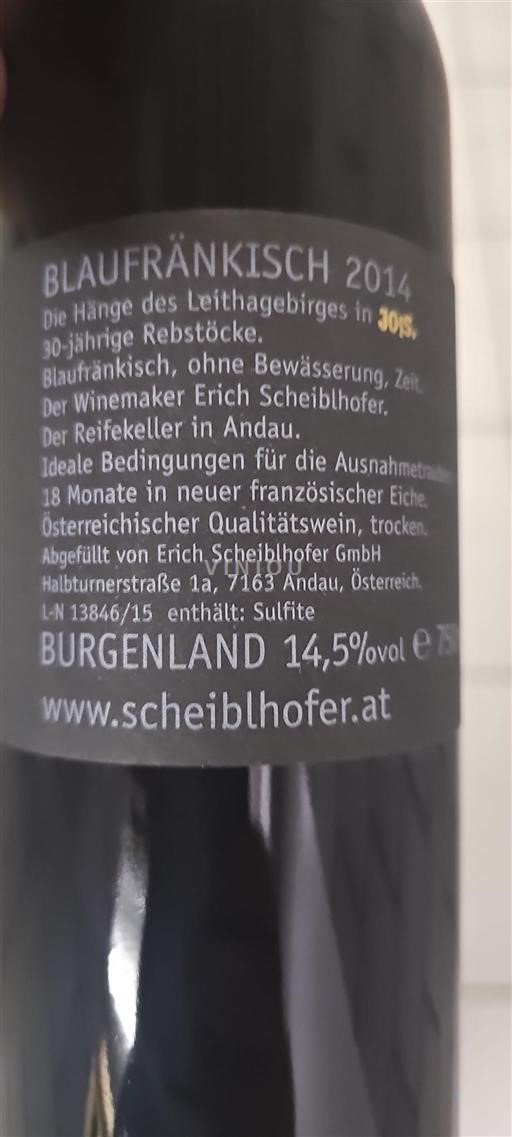 BLAUFRÄNKISCH 2014
Die Hänge des Leithagebirges in JOIS.
30-jährige Rebstöcke.
Blaufränkisch, ohne Bewässerung, Zeit.
Der Winemaker Erich Scheiblhofer.
Der Reifekeller in Andau.
Ideale Bedingungen für die
18 Monate in neuer französischer Eiche.
Österreichischer Qualitätswein, trocken.
Abgefüllt von Erich Scheiblhofer GmbH
VINIOU
Halbturnerstraße 1a, 7163 Andau, Österreich.
L-N 13846/15 enthält: Sulfite
BURGENLAND 14,5%vol e
www.scheiblhofer.at